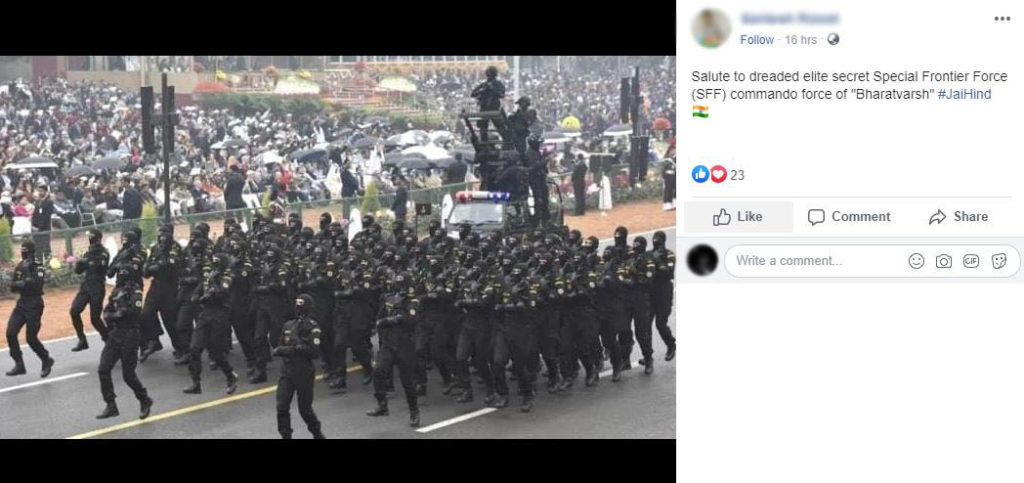 Follow · 16 hrs ·
Salute to dreaded elite secret Special Frontier Force
(SFF) commando force of "Bharatvarsh" #JaiHind
23
Like Comment Share
Write a comment... GIF